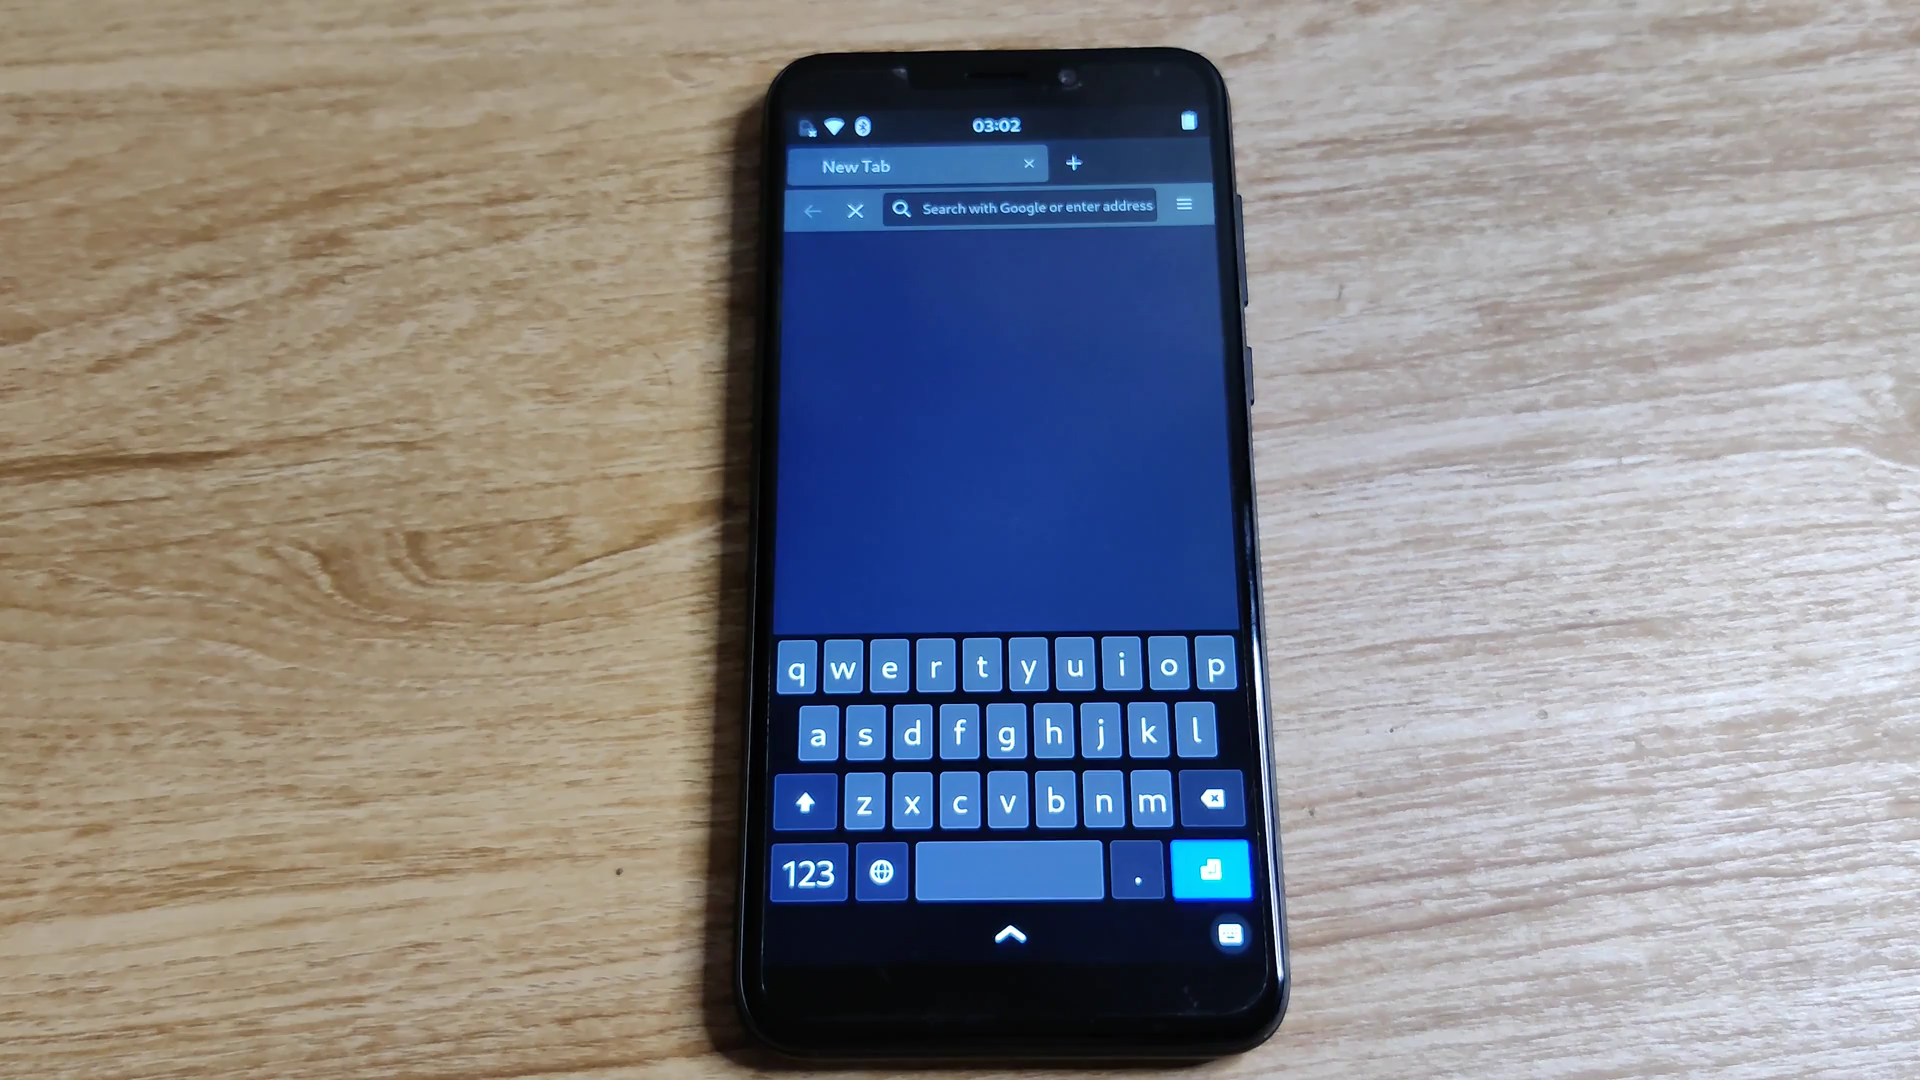 03:02
New Tab
Search with Google or enter address
q w e r t y u i o p
a s d f g h j k l
z x c v b n m
123 .